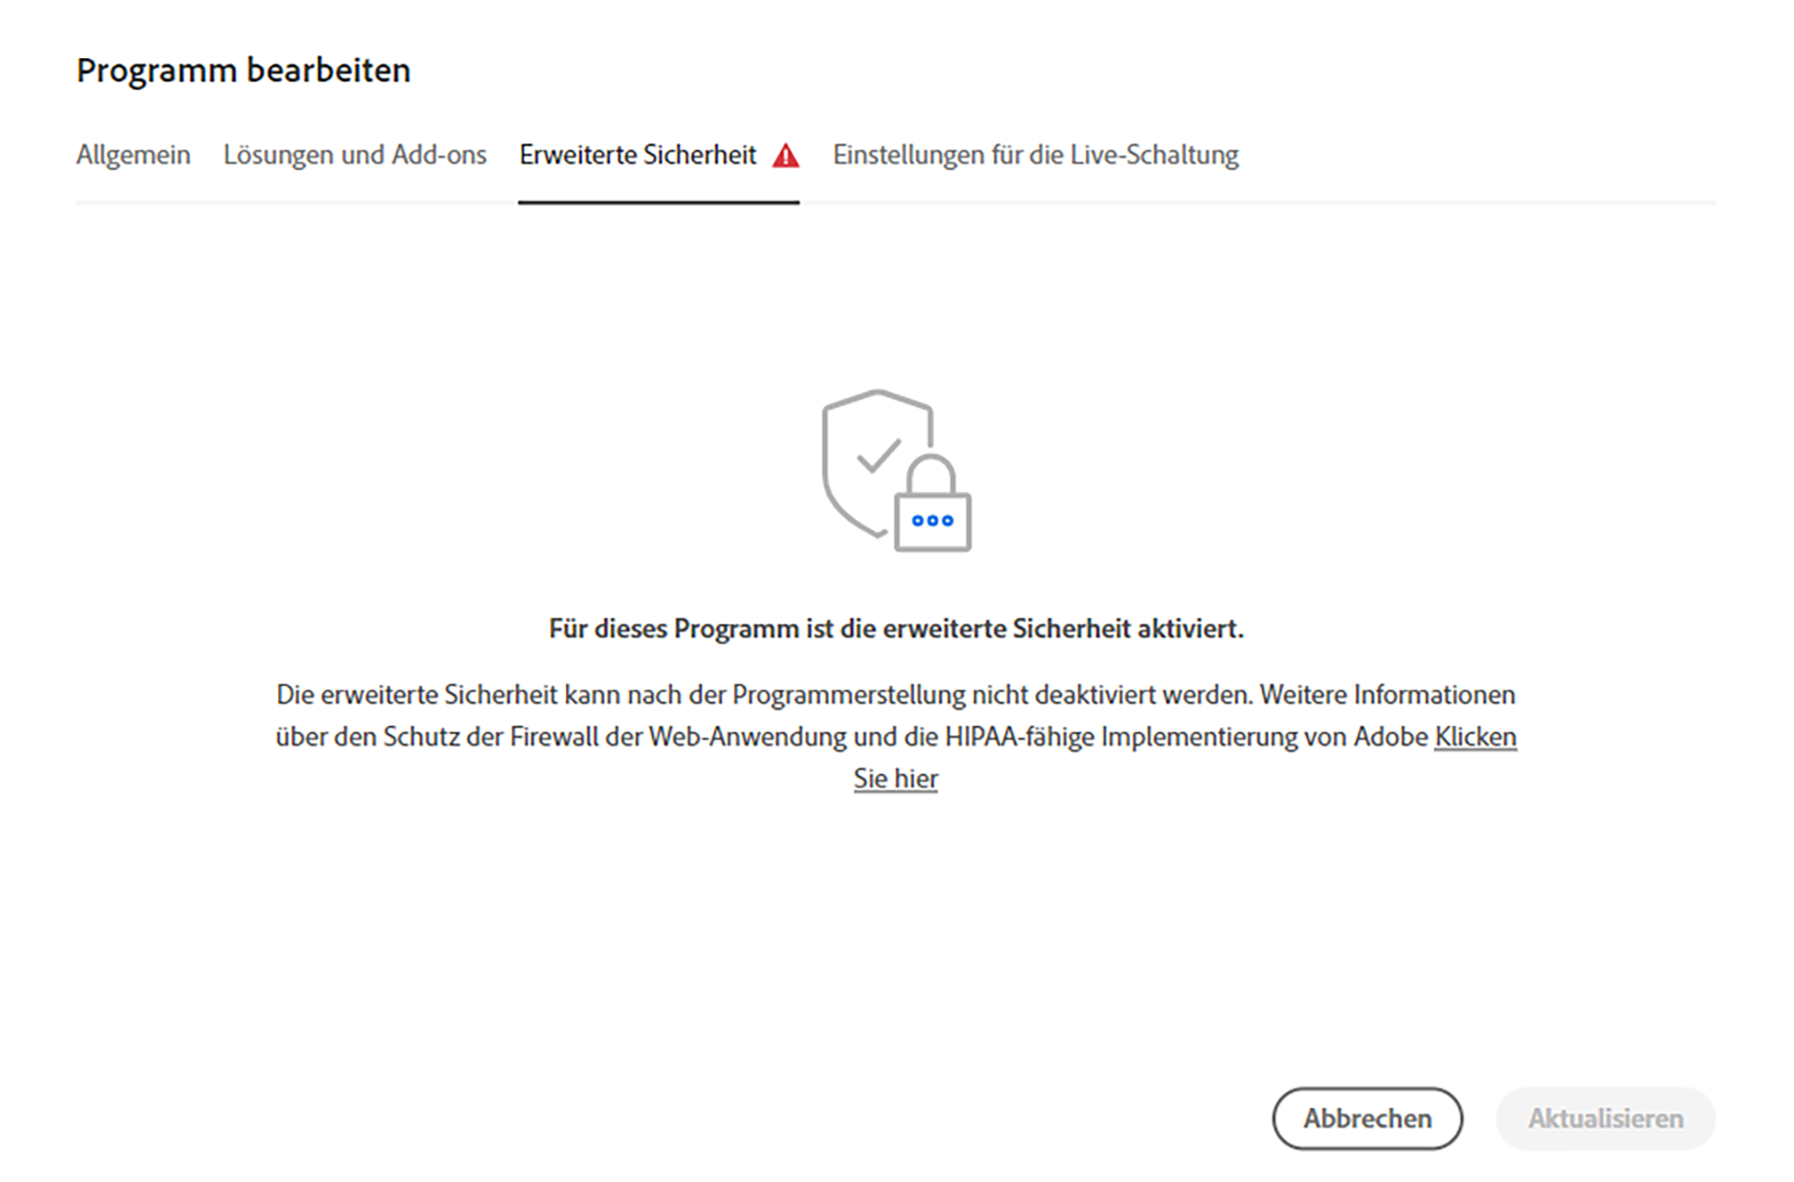 Programm bearbeiten
Allgemein Lösungen und Add-ons Erweiterte Sicherheit Einstellungen für die Live-Schaltung
Für dieses Programm ist die erweiterte Sicherheit aktiviert.
Die erweiterte Sicherheit kann nach der Programmerstellung nicht deaktiviert werden. Weitere Informationen
über den Schutz der Firewall der Web-Anwendung und die HIPAA-fähige Implementierung von Adobe Klicken
Sie hier
Abbrechen Aktualisieren